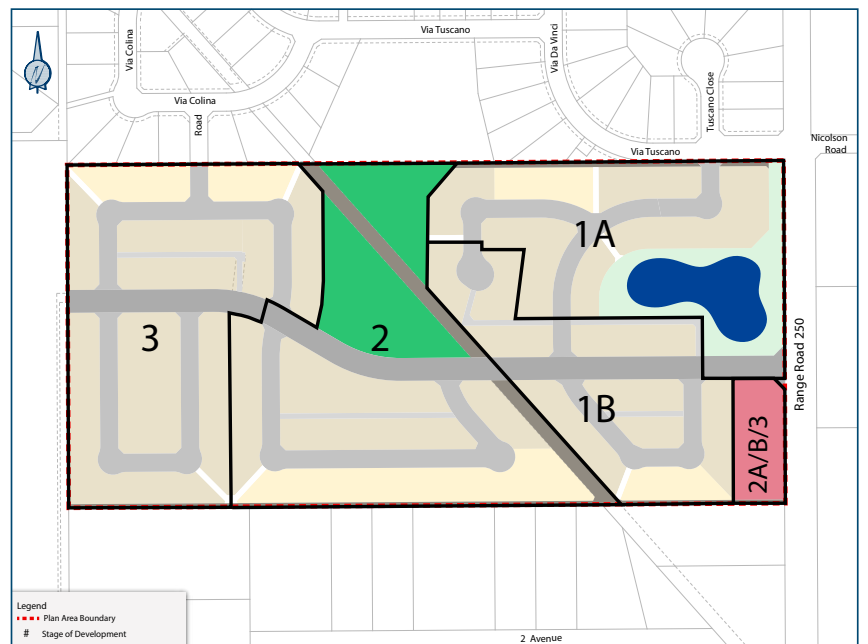 Via Tuscano
Via Colina
Via Da Vinci
Tuscano Close
Via Colina
Road
Nicolson
Road
Via Tuscano
1A
2
3
Range Road 250
1B
2A/B/3
Legend
Plan Area Boundary
# Stage of Development
2 Avenue